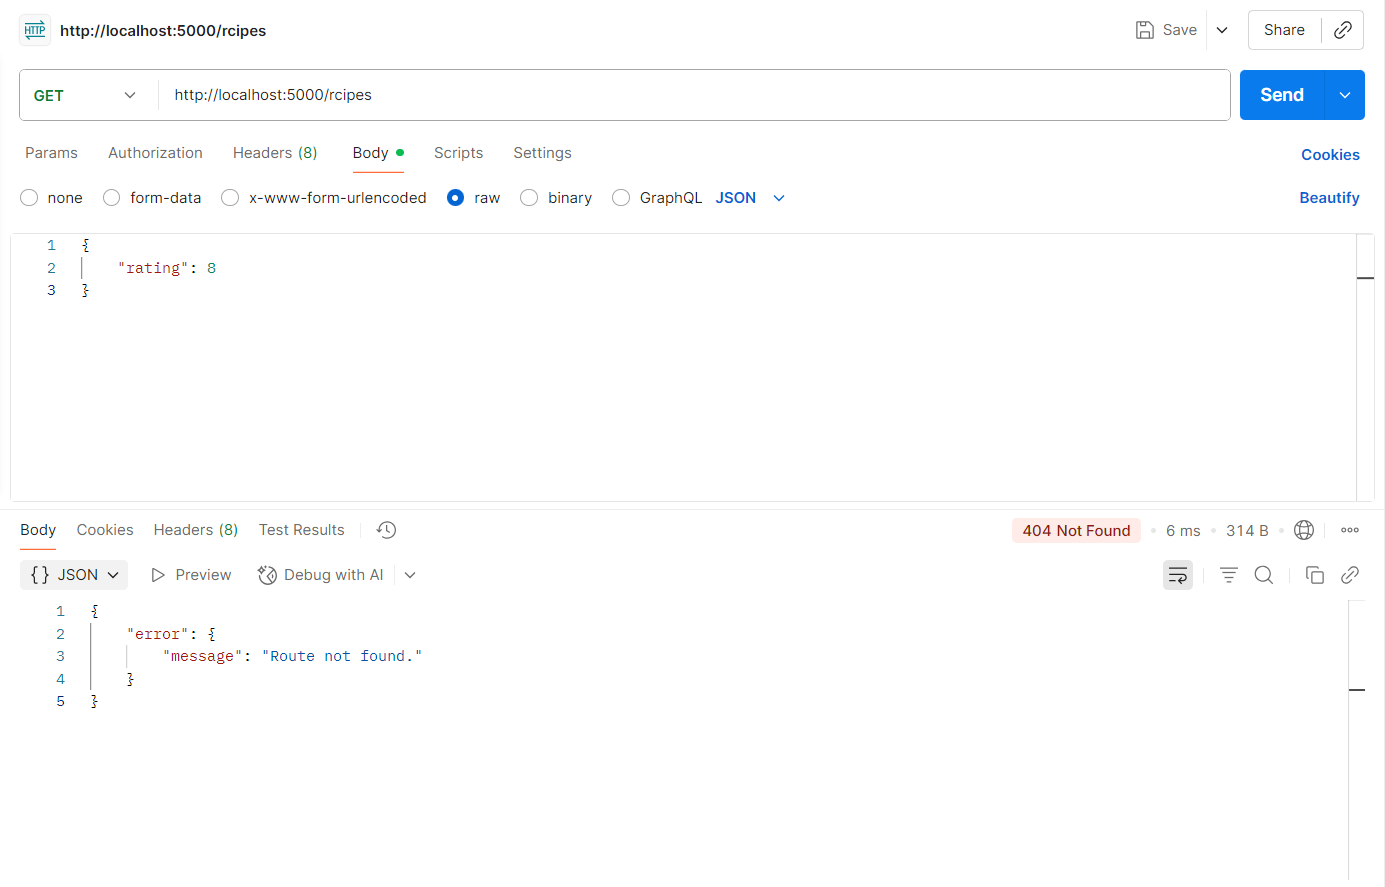 HTTP http://localhost:5000/rcipes Save Share
GET http://localhost:5000/rcipes Send
Params Authorization Headers (8) Body Scripts Settings Cookies
none form-data x-www-form-urlencoded raw binary GraphQL JSON Beautify
1 {
2 "rating": 8
3 }
Body Cookies Headers (8) Test Results 404 Not Found 6 ms 314 B
{} JSON Preview Debug with AI
1 {
2 "error": {
3 "message": "Route not found."
4 }
5 }